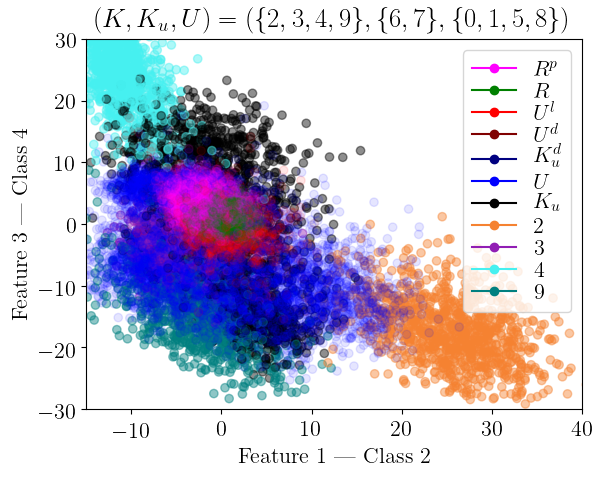 (K, K_u, U) = ({2, 3, 4, 9}, {6, 7}, {0, 1, 5, 8})
30
20
10
0
−10
−20
−30
Feature 3 — Class 4
R^p
R
U^l
U^d
K_u^d
U
K_u
2
3
4
9
−10
0
10
20
30
40
Feature 1 — Class 2